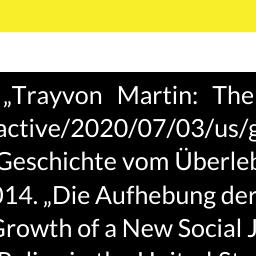 „Trayvon Martin: The
active/2020/07/03/us/g
Geschichte vom Überleb
014. „Die Aufhebung der
Growth of a New Social J